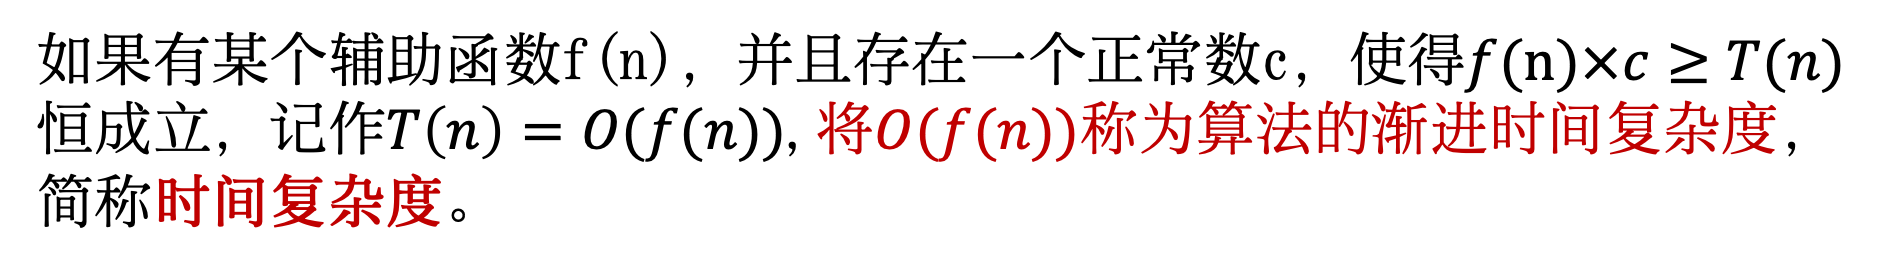 如果有某个辅助函数f(n)，并且存在一个正常数c，使得f(n)×c ≥ T(n)
恒成立，记作T(n) = O(f(n)), 将O(f(n))称为算法的渐进时间复杂度，
简称时间复杂度。